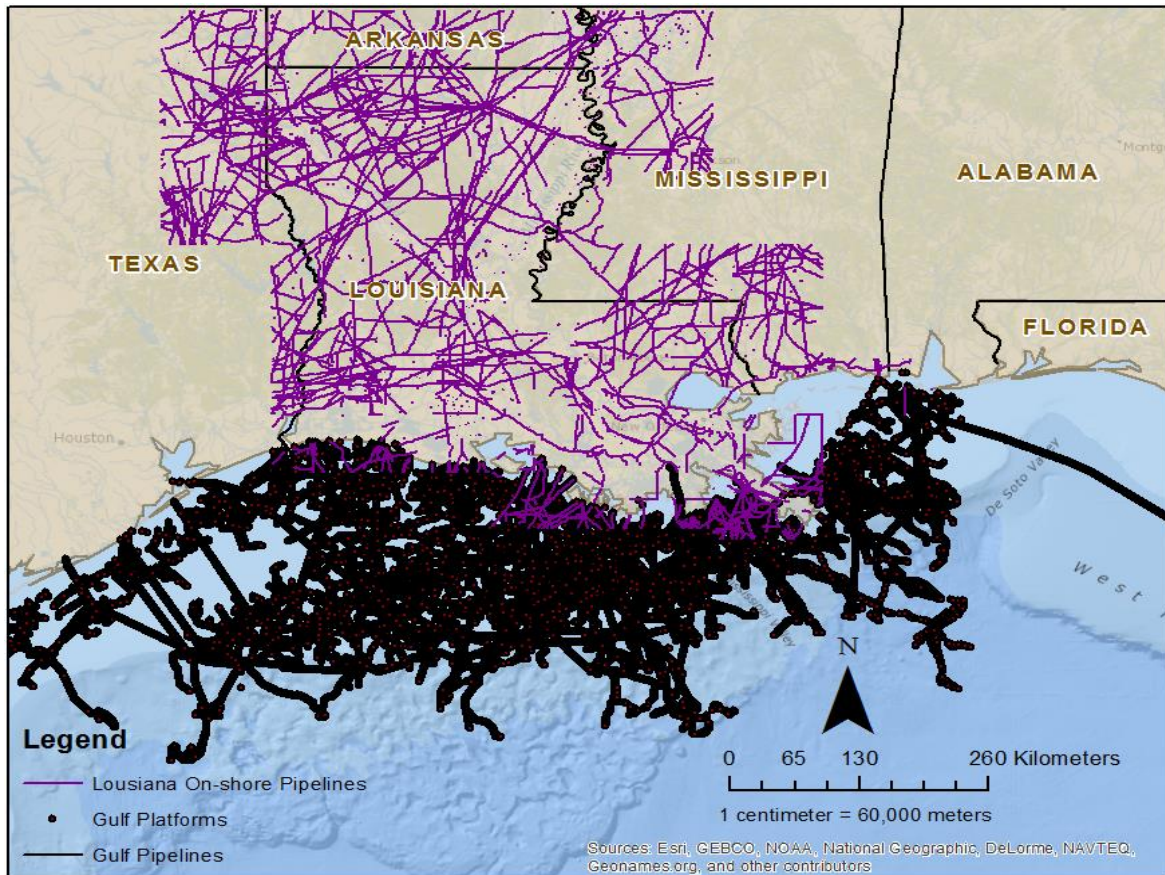 ARKANSAS
MISSISSIPPI
ALABAMA
Montg
TEXAS
LOUISIANA
FLORIDA
Houston
De Soto Valley
West
N
Legend
Lousiana On-shore Pipelines
Gulf Platforms
Gulf Pipelines
0 65 130 260 Kilometers
1 centimeter = 60,000 meters
Sources: Esri, GEBCO, NOAA, National Geographic, DeLorme, NAVTEQ,
Geonames.org, and other contributors